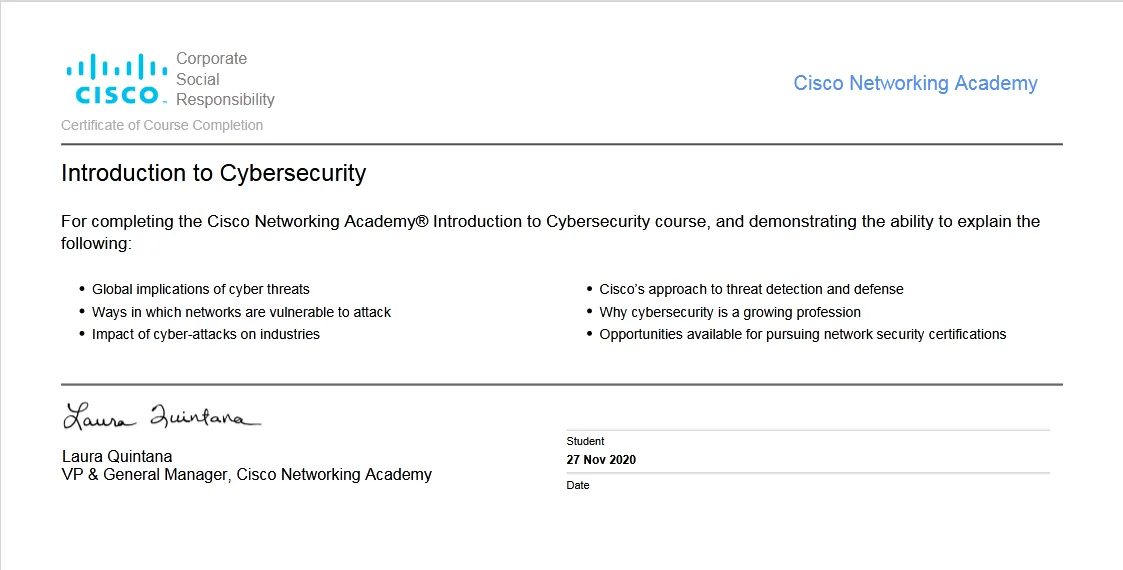 Corporate
Social
CISCO™ Responsibility
Cisco Networking Academy
Certificate of Course Completion
Introduction to Cybersecurity
For completing the Cisco Networking Academy® Introduction to Cybersecurity course, and demonstrating the ability to explain the
following:
• Global implications of cyber threats
• Ways in which networks are vulnerable to attack
• Impact of cyber-attacks on industries
• Cisco’s approach to threat detection and defense
• Why cybersecurity is a growing profession
• Opportunities available for pursuing network security certifications
Laura Quintana
Laura Quintana
VP & General Manager, Cisco Networking Academy
Student
27 Nov 2020
Date